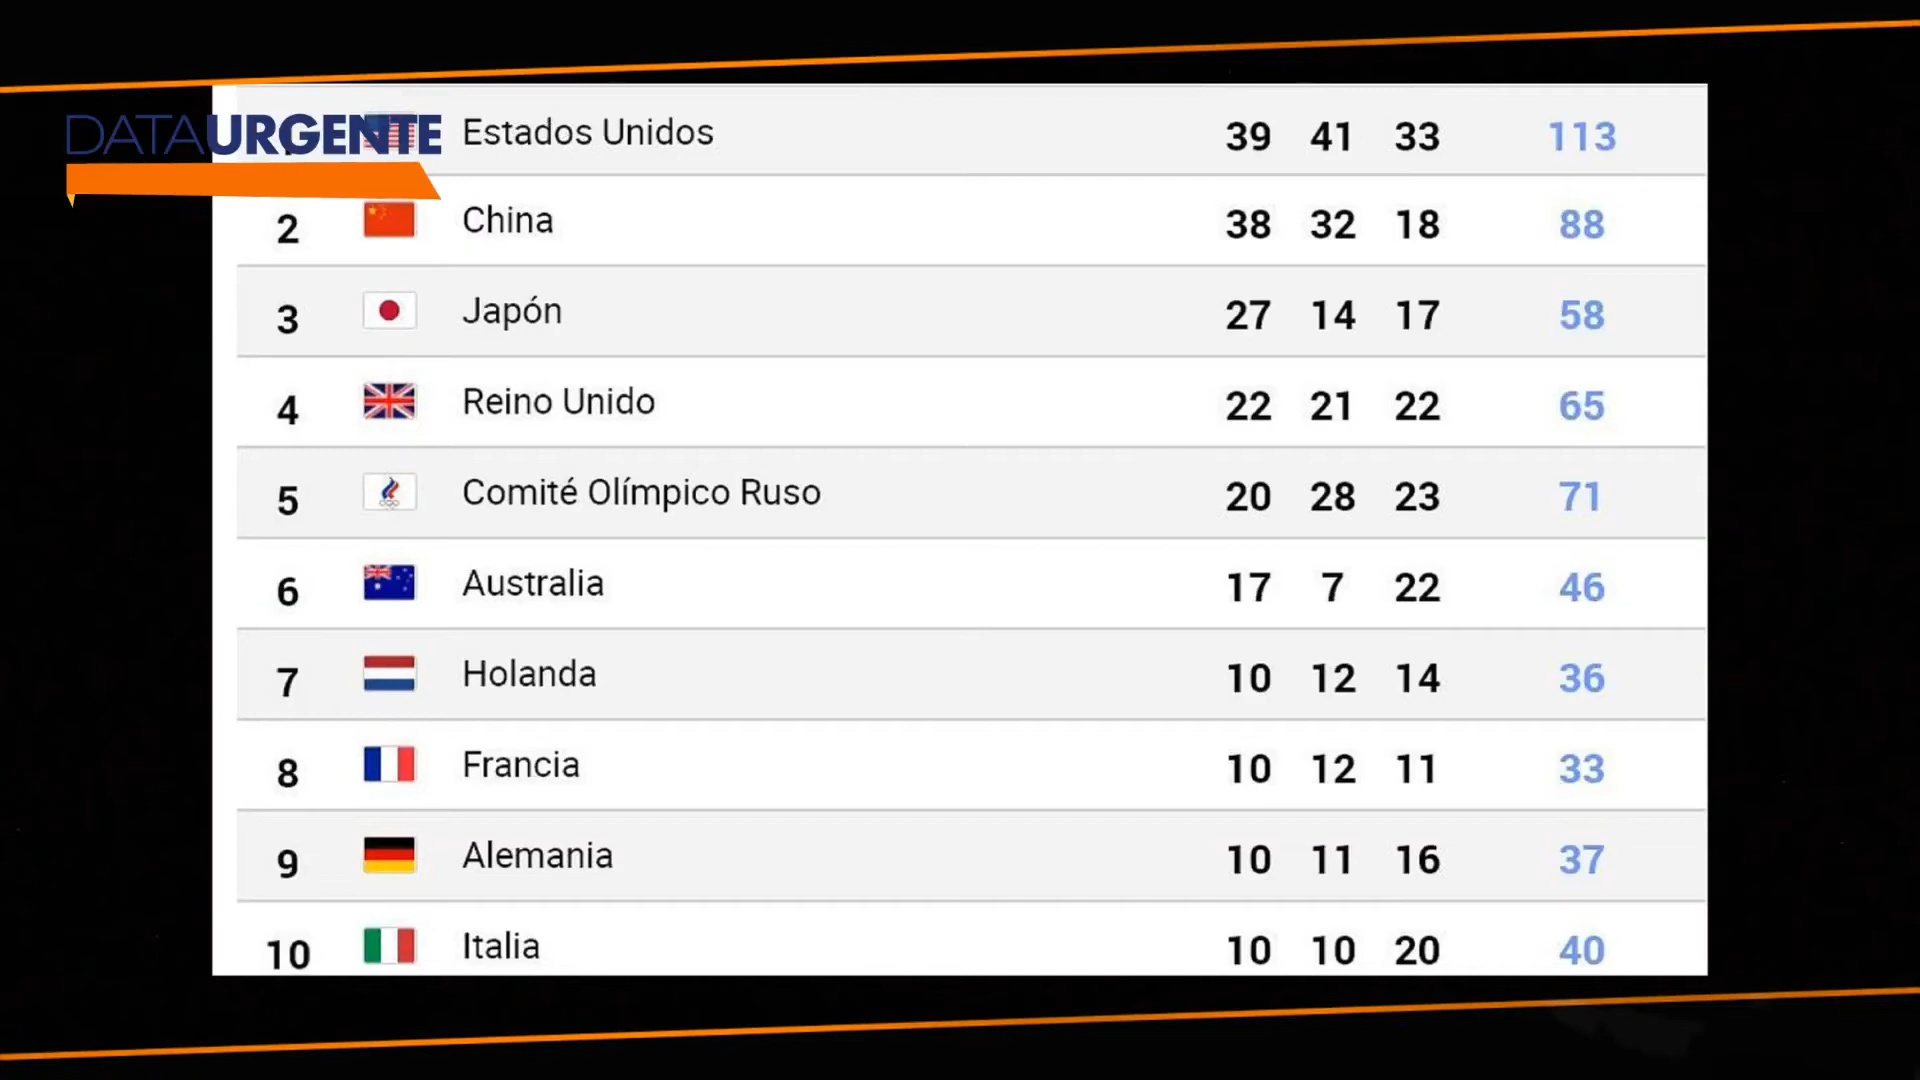 DATAURGENTE
Estados Unidos 39 41 33 113
2 China 38 32 18 88
3 Japón 27 14 17 58
4 Reino Unido 22 21 22 65
5 Comité Olímpico Ruso 20 28 23 71
6 Australia 17 7 22 46
7 Holanda 10 12 14 36
8 Francia 10 12 11 33
9 Alemania 10 11 16 37
10 Italia 10 10 20 40